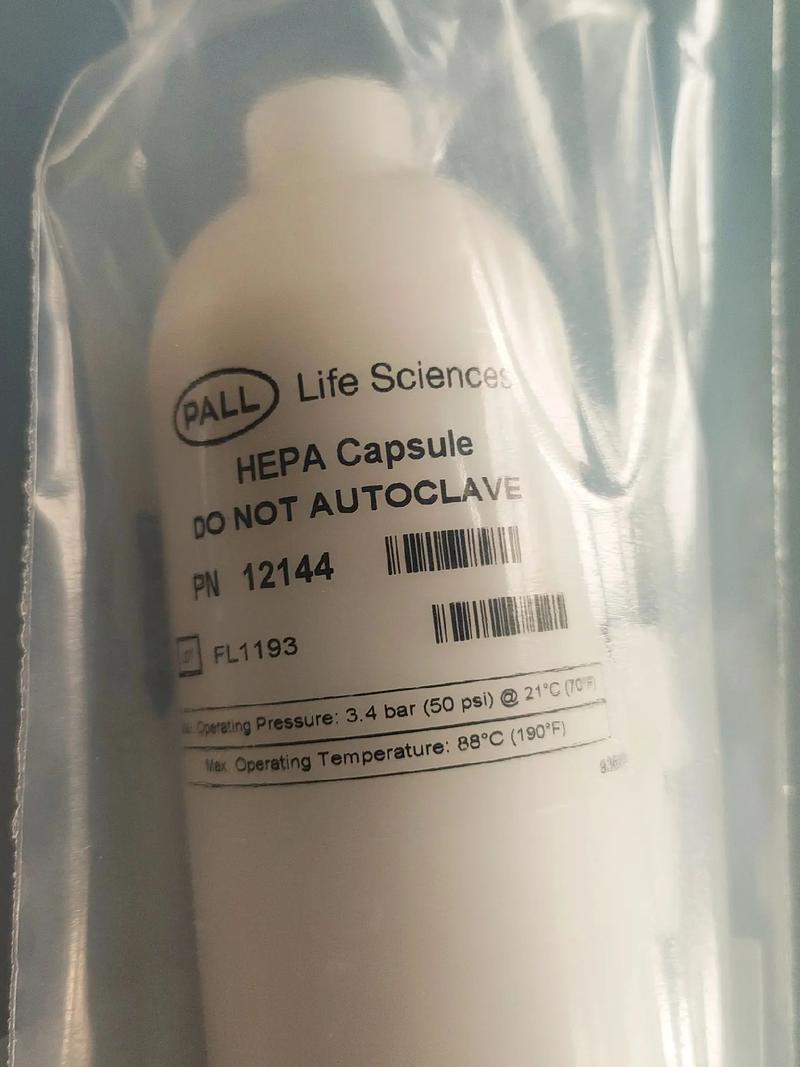 PALL Life Sciences
HEPA Capsule
DO NOT AUTOCLAVE
PN 12144
FL1193
Operating Pressure: 3.4 bar (50 psi) @ 21°C (70°F)
Max. Operating Temperature: 88°C (190°F)